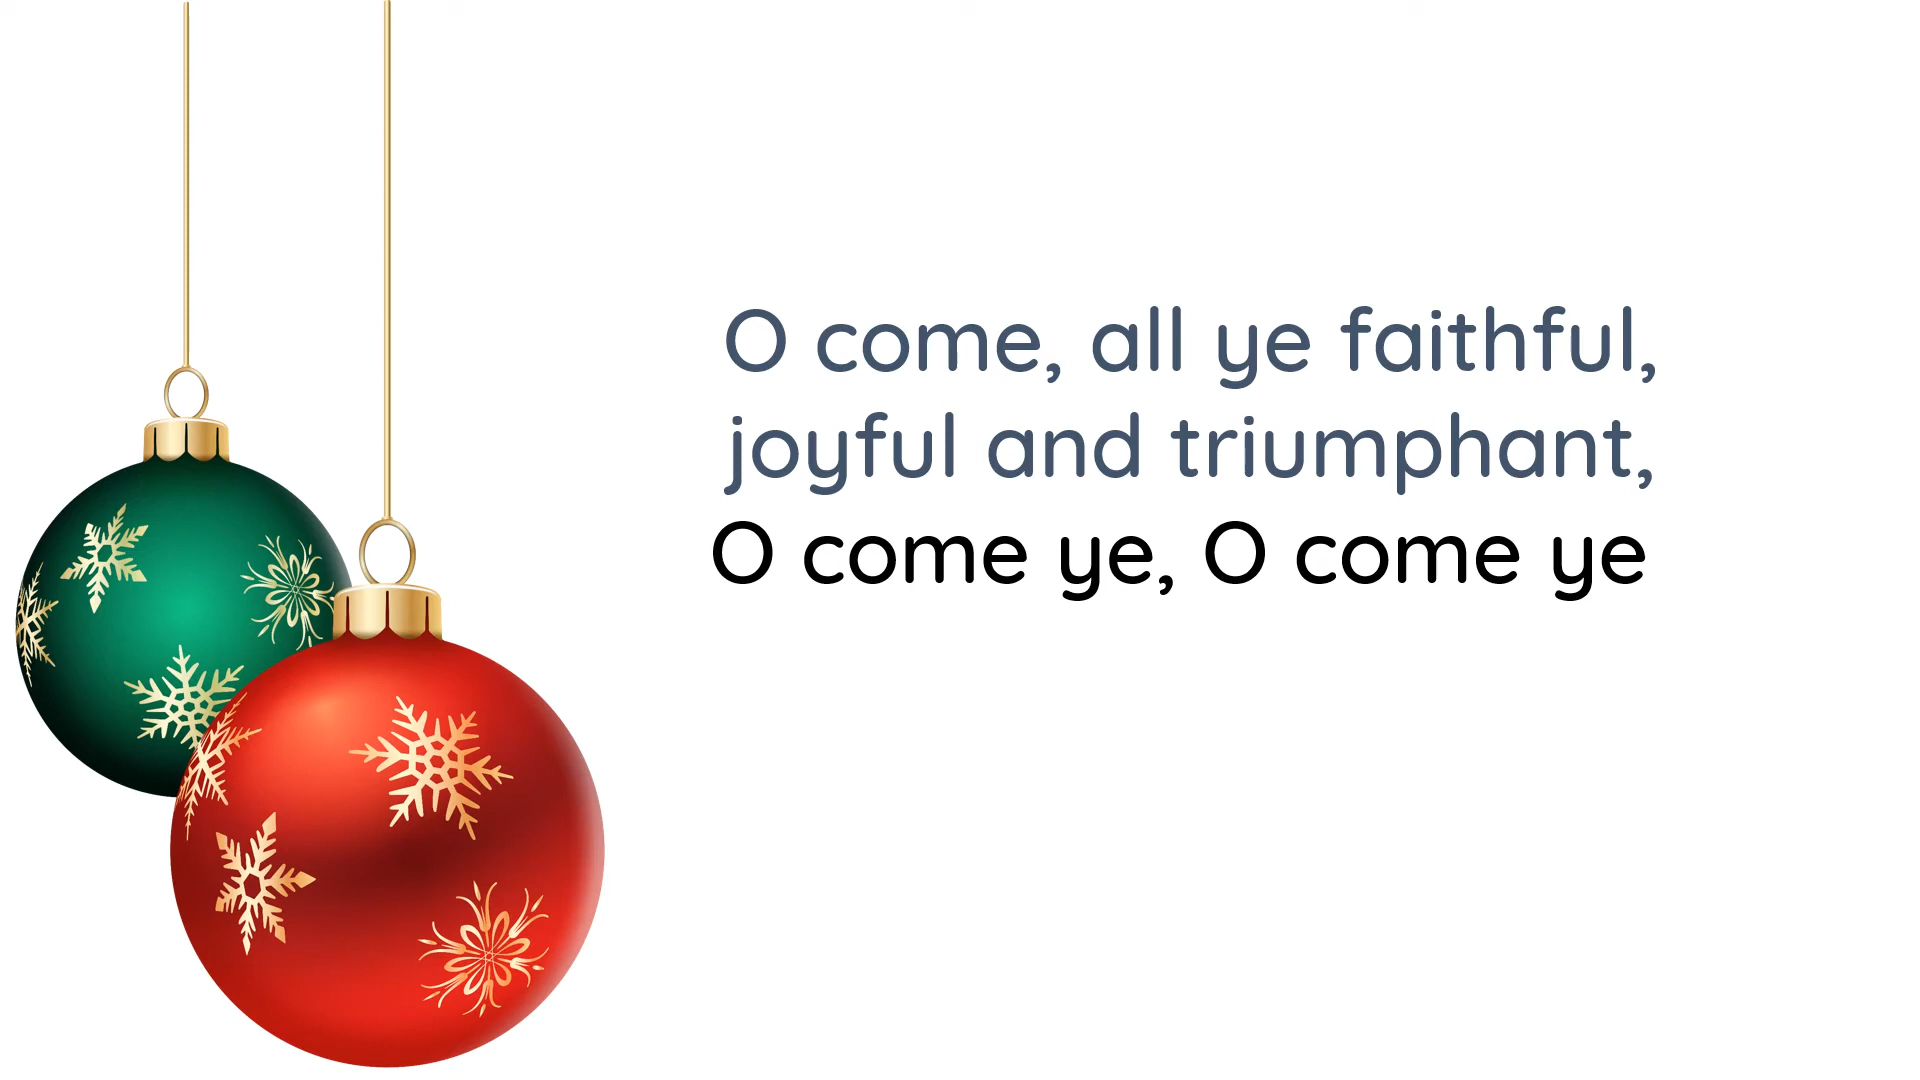 O come, all ye faithful,
joyful and triumphant,
O come ye, O come ye